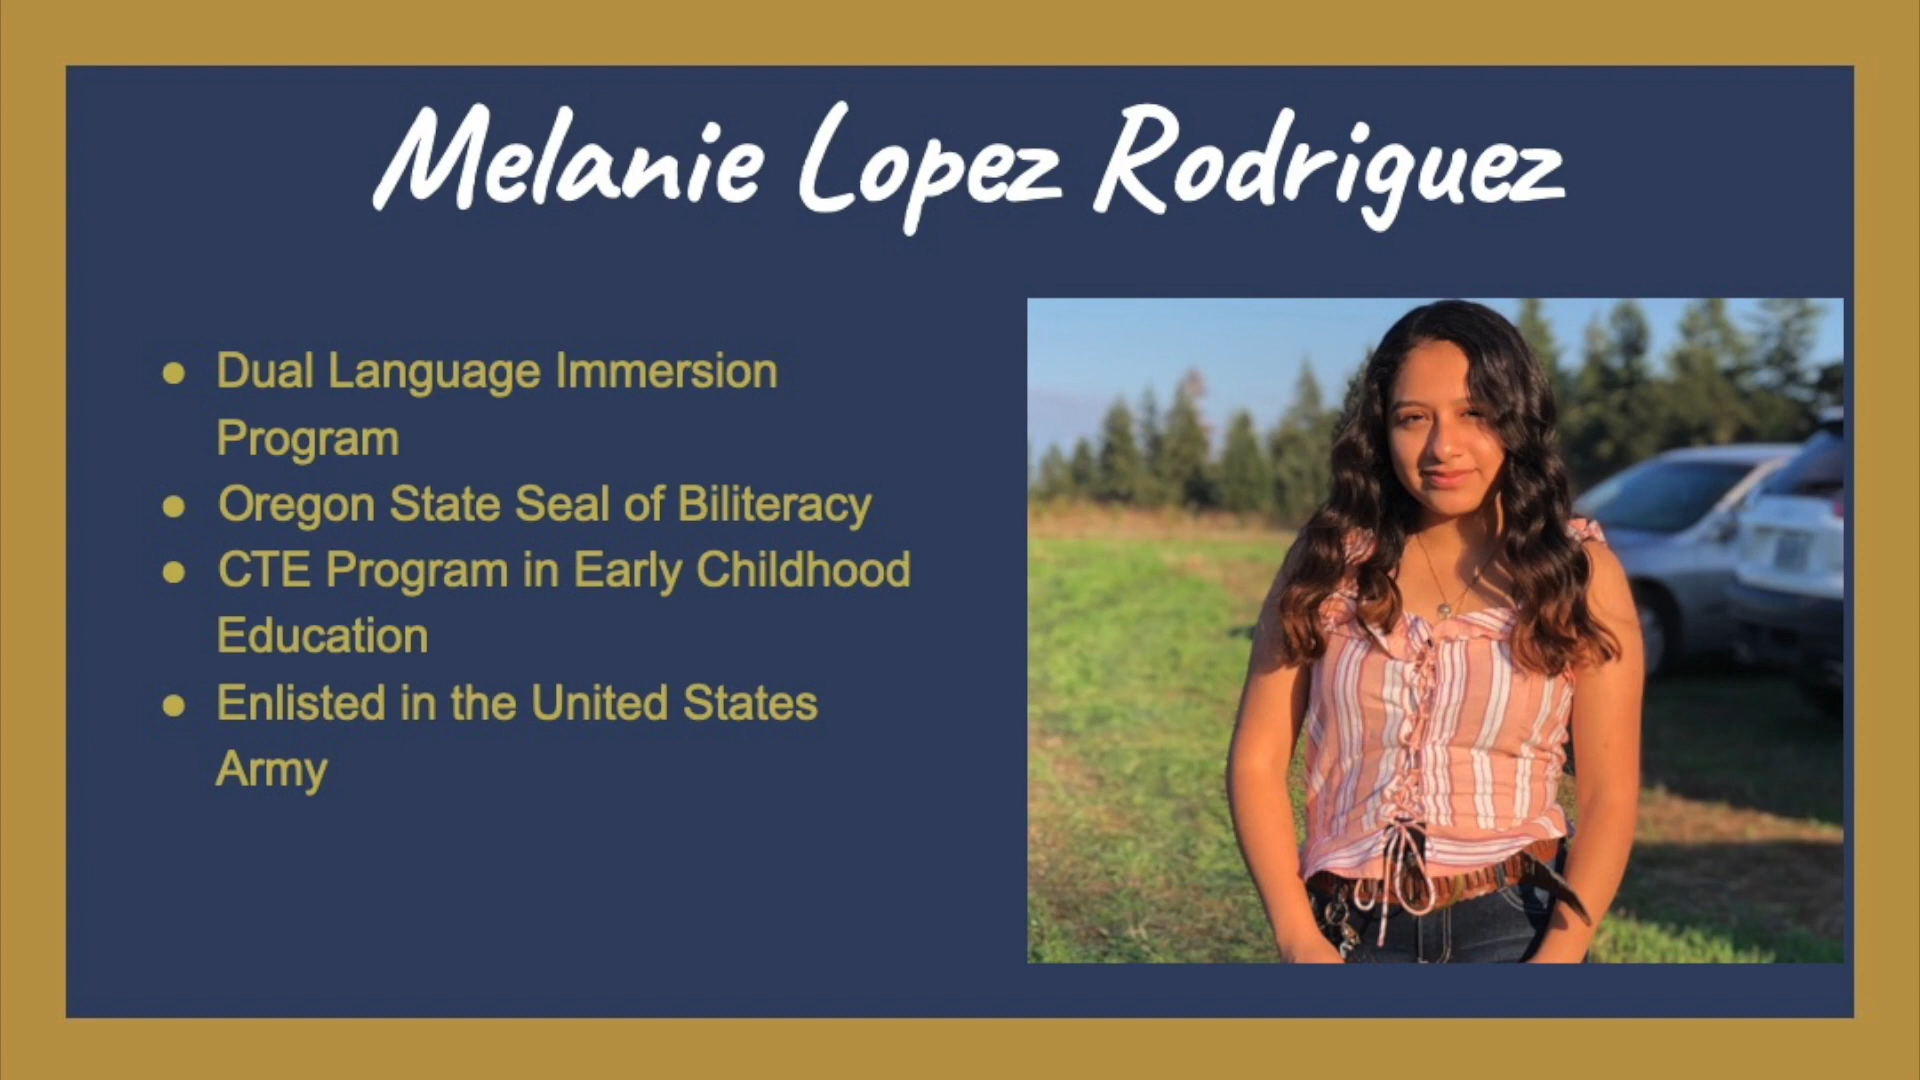 Melanie Lopez Rodriguez
● Dual Language Immersion
Program
● Oregon State Seal of Biliteracy
● CTE Program in Early Childhood
Education
● Enlisted in the United States
Army